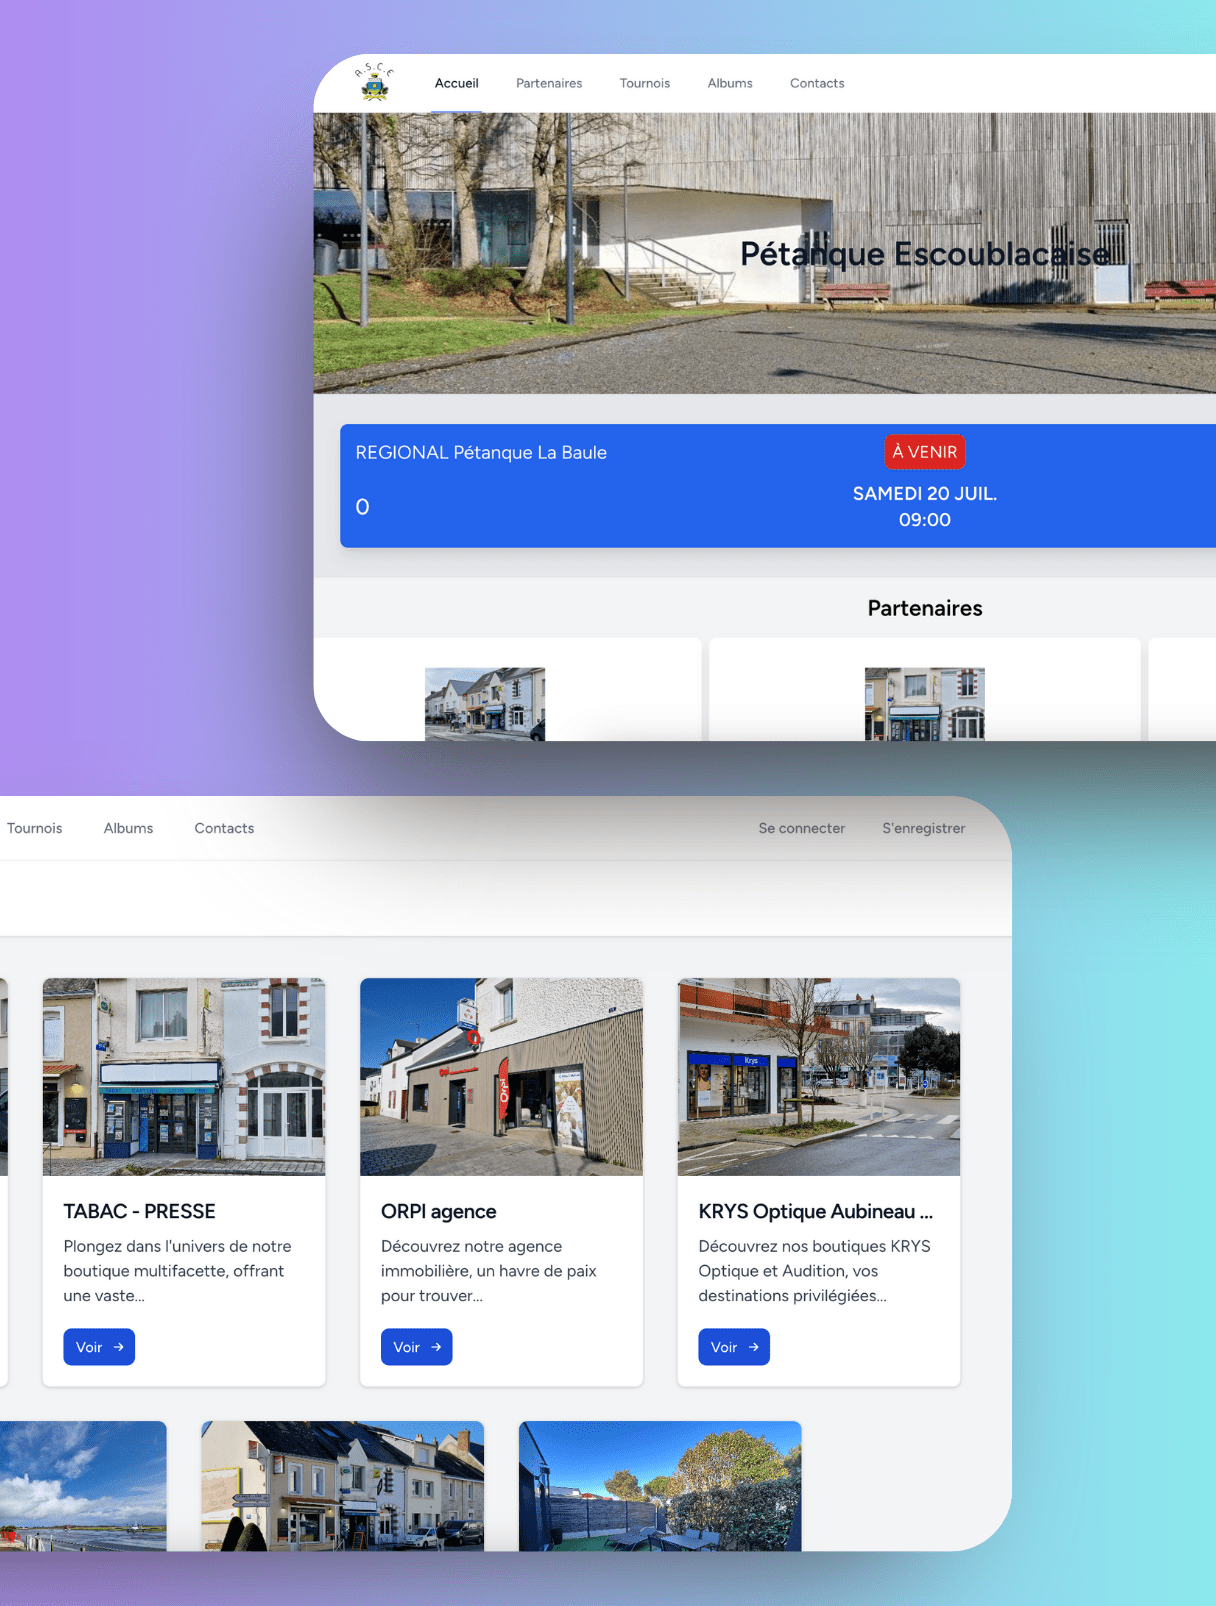 A.S.C.E
Accueil
Partenaires
Tournois
Albums
Contacts
Pétanque Escoublacaise
REGIONAL Pétanque La Baule
À VENIR
0
SAMEDI 20 JUIL.
09:00
Partenaires
Tournois
Albums
Contacts
Se connecter
S'enregistrer
Krys
TABAC - PRESSE
Plongez dans l'univers de notre
boutique multifacette, offrant
une vaste...
Voir →
ORPI agence
Découvrez notre agence
immobilière, un havre de paix
pour trouver...
Voir →
KRYS Optique Aubineau ...
Découvrez nos boutiques KRYS
Optique et Audition, vos
destinations privilégiées...
Voir →